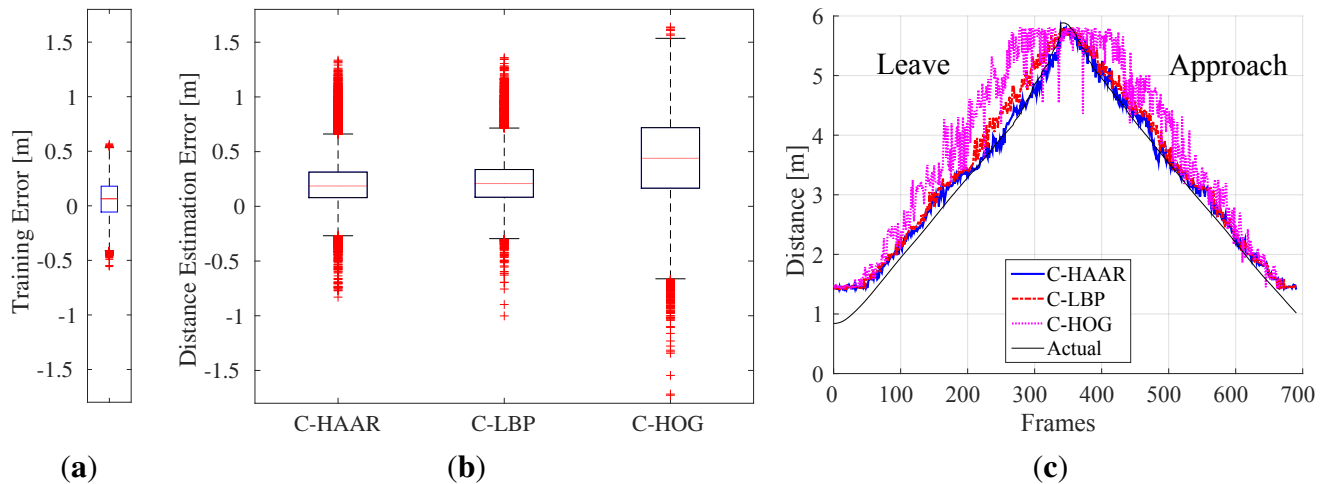 Training Error [m]
1.5
1
0.5
0
-0.5
-1
-1.5
(a)
Distance Estimation Error [m]
1.5
1
0.5
0
-0.5
-1
-1.5
C-HAAR C-LBP C-HOG
(b)
Distance [m]
6
5
4
3
2
1
0
Leave Approach
C-HAAR
C-LBP
C-HOG
Actual
0 100 200 300 400 500 600 700
Frames
(c)